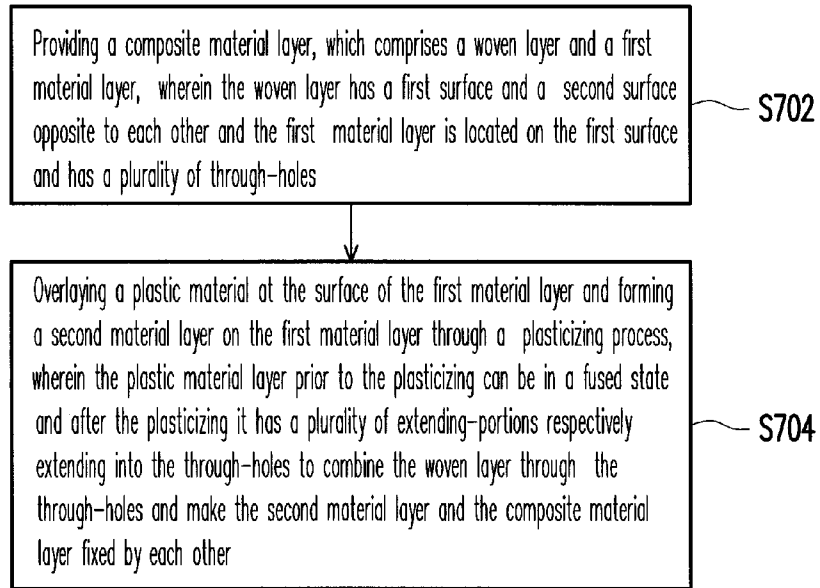 Providing a composite material layer, which comprises a woven layer and a first
material layer, wherein the woven layer has a first surface and a second surface
opposite to each other and the first material layer is located on the first surface
and has a plurality of through-holes
S702
Overlaying a plastic material at the surface of the first material layer and forming
a second material layer on the first material layer through a plasticizing process,
wherein the plastic material layer prior to the plasticizing can be in a fused state
and after the plasticizing it has a plurality of extending-portions respectively
extending into the through-holes to combine the woven layer through the
through-holes and make the second material layer and the composite material
layer fixed by each other
S704